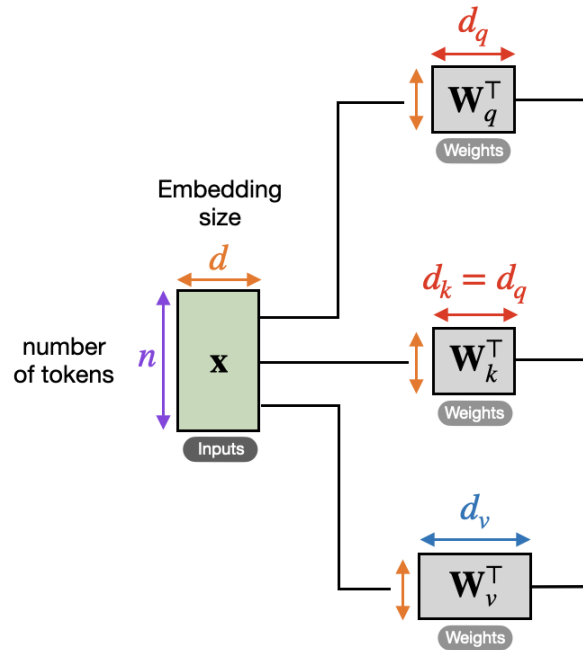 d_q
W_q^⊤
Weights
Embedding
size
d
number
of tokens
n
x
Inputs
d_k = d_q
W_k^⊤
Weights
d_v
W_v^⊤
Weights